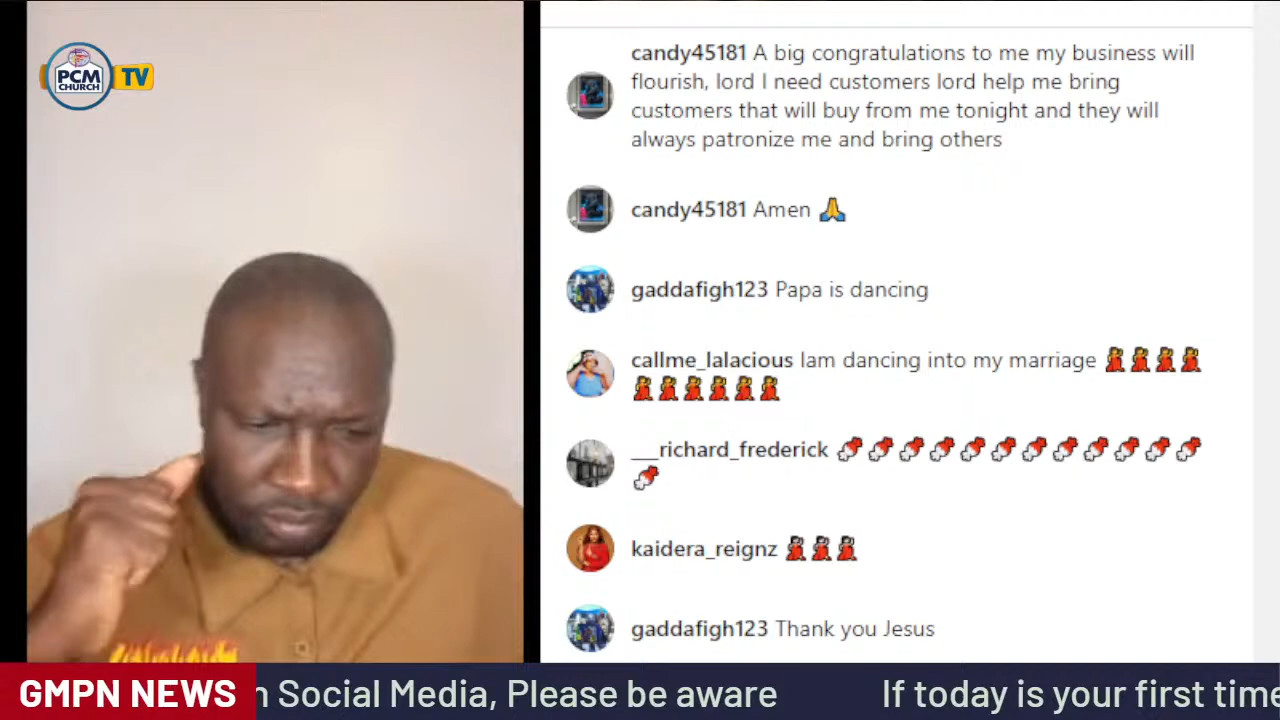 PCM
CHURCH
TV
candy45181 A big congratulations to me my business will
flourish, lord I need customers lord help me bring
customers that will buy from me tonight and they will
always patronize me and bring others
candy45181 Amen 🙏
gaddafigh123 Papa is dancing
callme_lalacious Iam dancing into my marriage 💃💃💃💃
💃💃💃💃💃💃
___richard_frederick 🍾🍾🍾🍾🍾🍾🍾🍾🍾🍾🍾🍾
kaidera_reignz 💃🏿💃🏿💃🏿
gaddafigh123 Thank you Jesus
GMPN NEWS
n Social Media, Please be aware
If today is your first time